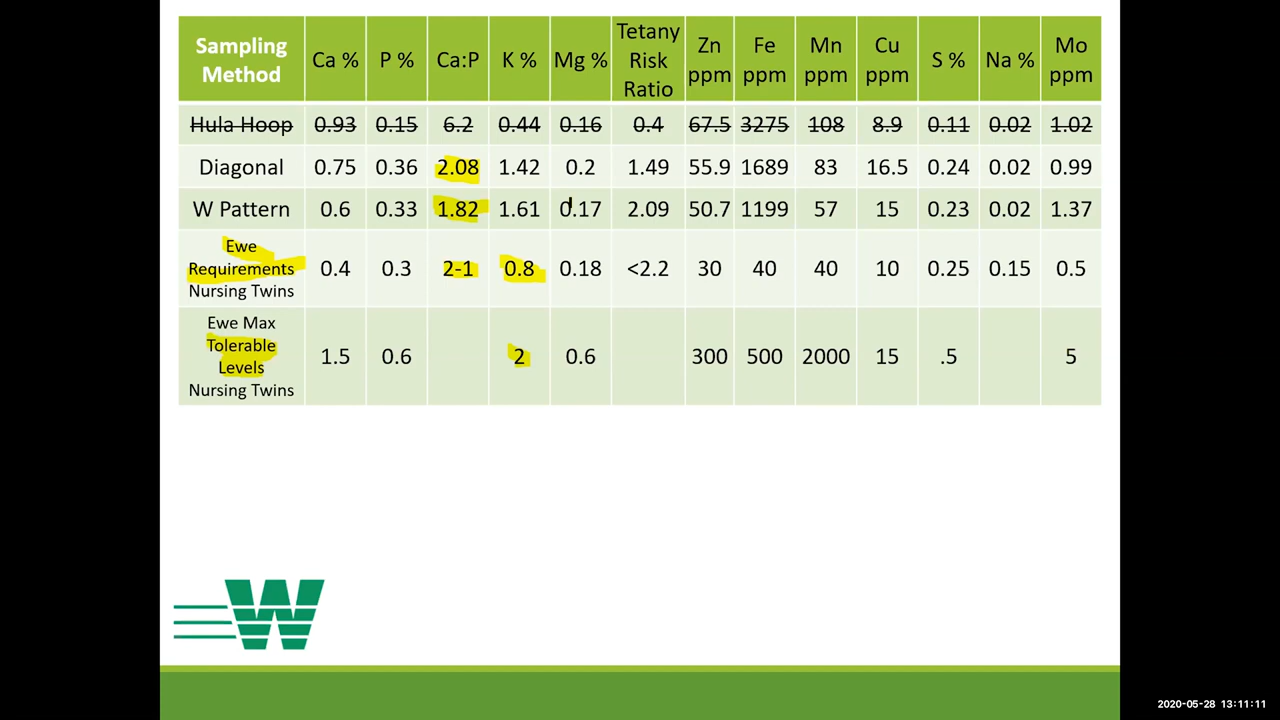 Sampling Method Ca % P % Ca:P K % Mg % Tetany Risk Ratio Zn ppm Fe ppm Mn ppm Cu ppm S % Na % Mo ppm
Hula Hoop 0.93 0.15 6.2 0.44 0.16 0.4 67.5 3275 108 8.9 0.11 0.02 1.02
Diagonal 0.75 0.36 2.08 1.42 0.2 1.49 55.9 1689 83 16.5 0.24 0.02 0.99
W Pattern 0.6 0.33 1.82 1.61 0.17 2.09 50.7 1199 57 15 0.23 0.02 1.37
Ewe Requirements Nursing Twins 0.4 0.3 2-1 0.8 0.18 <2.2 30 40 40 10 0.25 0.15 0.5
Ewe Max Tolerable Levels Nursing Twins 1.5 0.6 2 0.6 300 500 2000 15 .5 5
W
2020-05-28 13:11:11